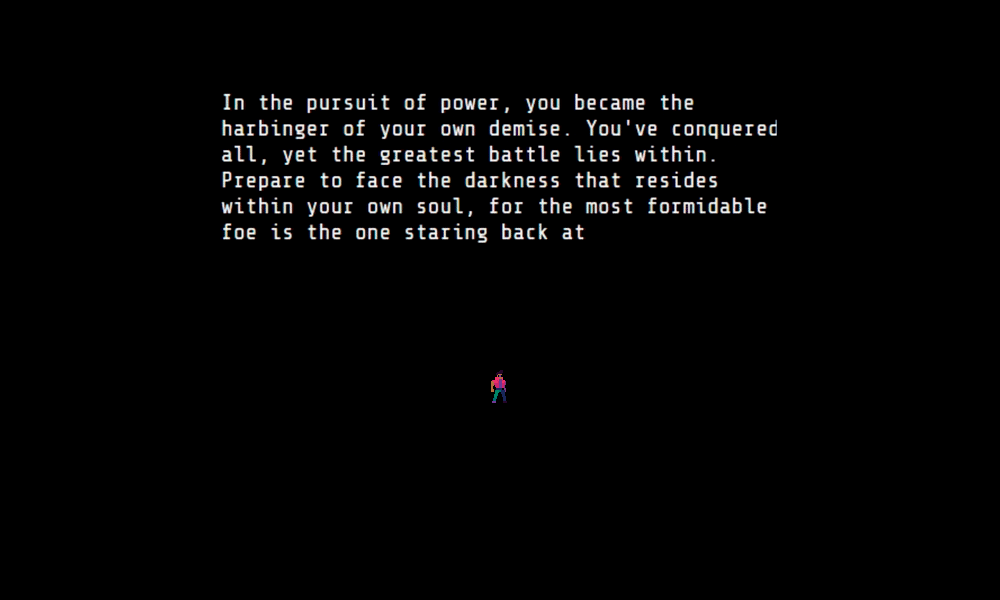 In the pursuit of power, you became the
harbinger of your own demise. You've conquered
all, yet the greatest battle lies within.
Prepare to face the darkness that resides
within your own soul, for the most formidable
foe is the one staring back at